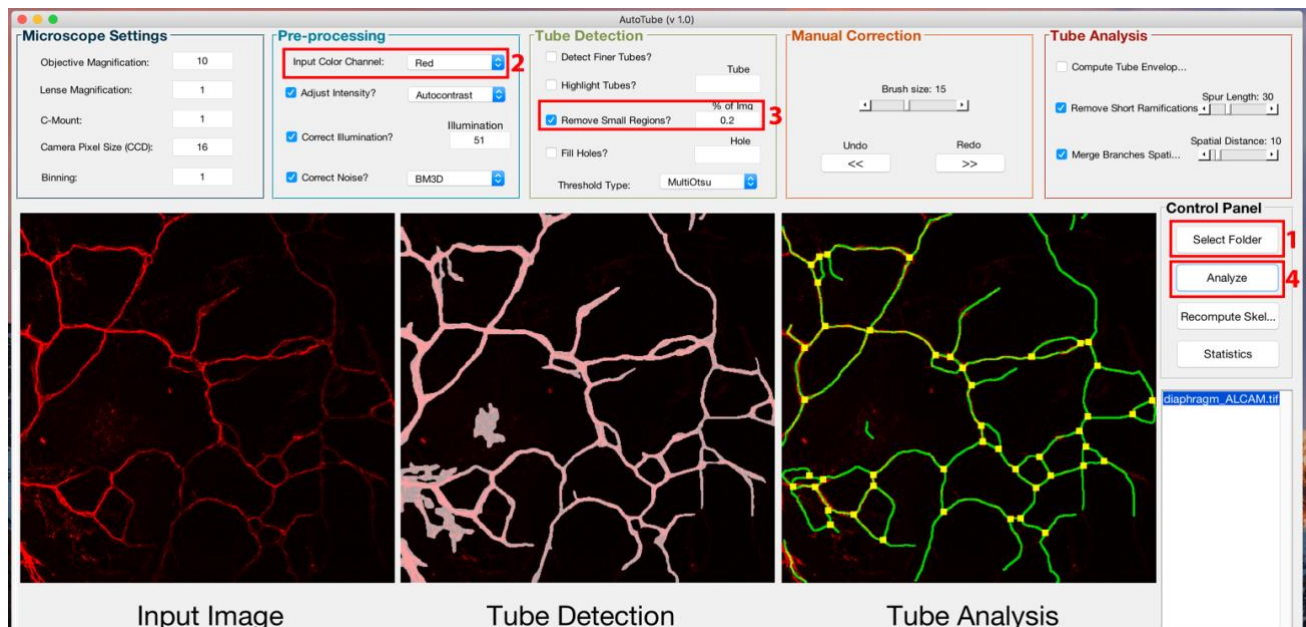 AutoTube (v 1.0)
Microscope Settings
Objective Magnification: 10
Lense Magnification: 1
C-Mount: 1
Camera Pixel Size (CCD): 16
Binning: 1
Pre-processing
Input Color Channel: Red 2
Adjust Intensity? Autocontrast
Illumination
Correct Illumination? 51
Correct Noise? BM3D
Tube Detection
Detect Finer Tubes?
Tube
Highlight Tubes?
% of Img
Remove Small Regions? 0.2 3
Hole
Fill Holes?
Threshold Type: MultiOtsu
Manual Correction
Brush size: 15
Undo Redo
<< >>
Tube Analysis
Compute Tube Envelop...
Spur Length: 30
Remove Short Ramifications
Spatial Distance: 10
Merge Branches Spati...
Control Panel
Select Folder 1
Analyze 4
Recompute Skel...
Statistics
diaphragm_ALCAM.tif
Input Image
Tube Detection
Tube Analysis